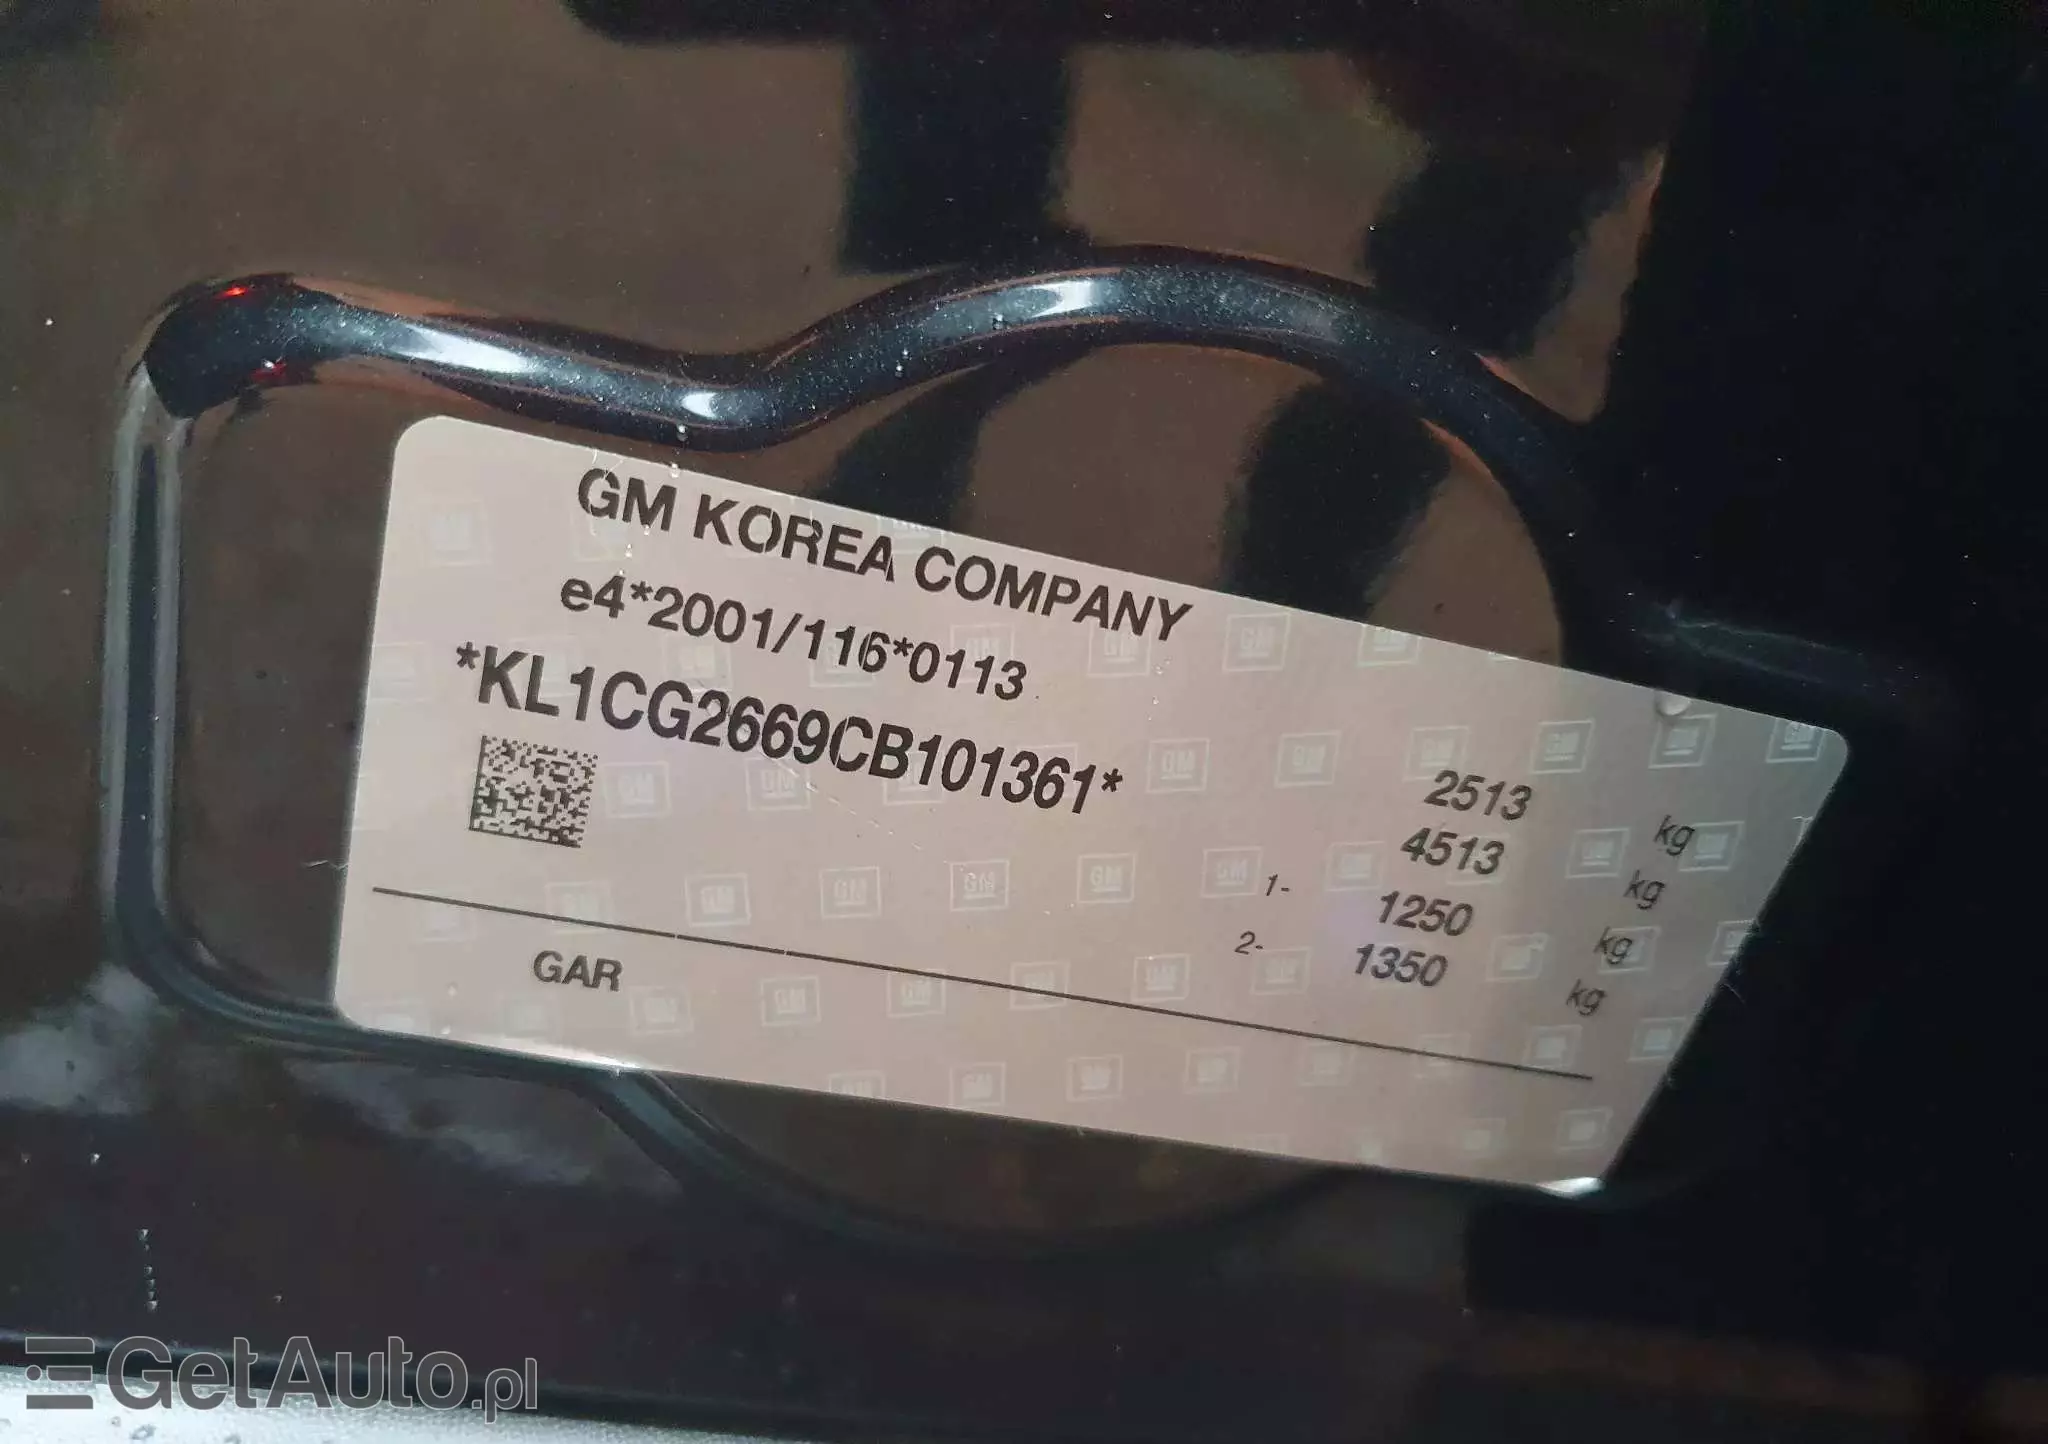 GM KOREA COMPANY
e4*2001/116*0113
*KL1CG2669CB101361*
2513 kg
4513 kg
1- 1250 kg
2- 1350 kg
GAR
GetAuto.pl